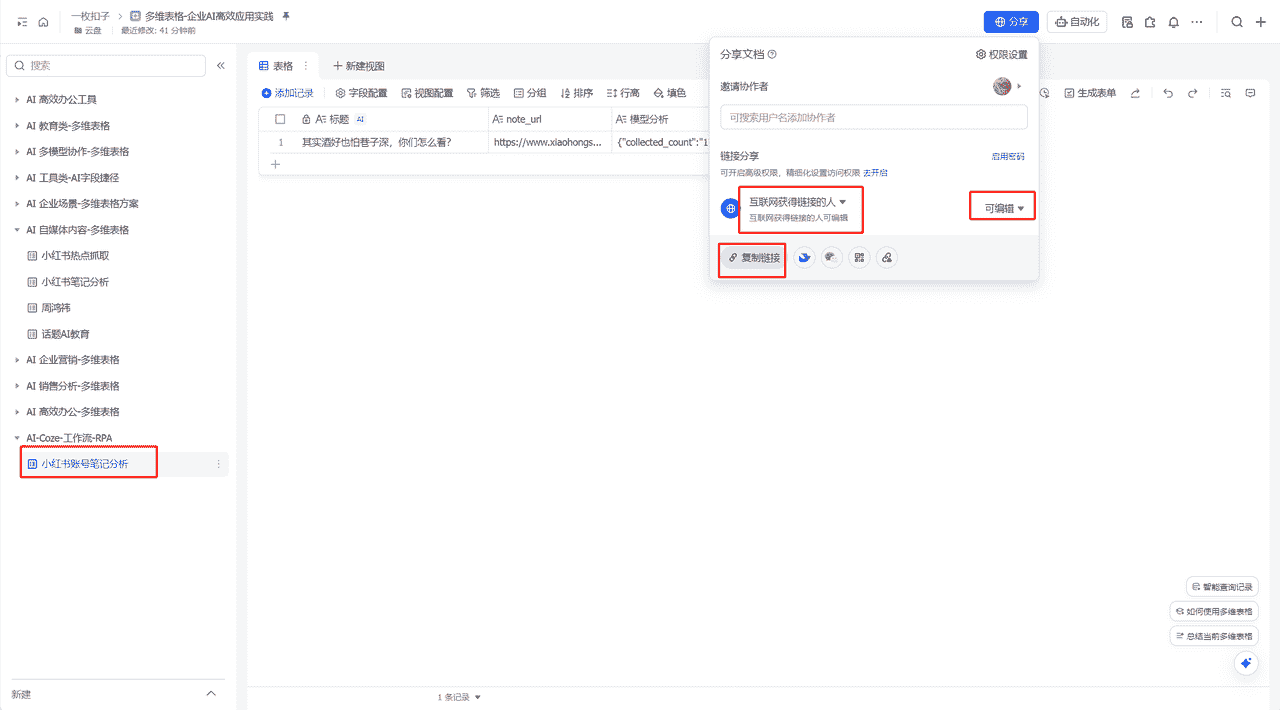 一枚扣子
多维表格-企业AI高效应用实践
云盘
最近修改: 41 分钟前
分享
自动化
搜索
AI 高效办公工具
AI 教育类-多维表格
AI 多模型协作-多维表格
AI 工具类-AI字段捷径
AI 企业场景-多维表格方案
AI 自媒体内容-多维表格
小红书热点抓取
小红书笔记分析
周鸿祎
话题AI教育
AI 企业营销-多维表格
AI 销售分析-多维表格
AI 高效办公-多维表格
AI-Coze-工作流-RPA
小红书账号笔记分析
新建
表格
新建视图
添加记录
字段配置
视图配置
筛选
分组
排序
行高
填色
生成表单
标题
AI
note_url
模型分析
1
其实酒好也怕巷子深，你们怎么看?
https://www.xiaohongs...
{"collected_count":"1
分享文档
权限设置
邀请协作者
可搜索用户名添加协作者
链接分享
启用密码
可开启高级权限，精细化设置访问权限 去开启
互联网获得链接的人
互联网获得链接的人可编辑
可编辑
复制链接
智能查询记录
如何使用多维表格
总结当前多维表格
1 条记录